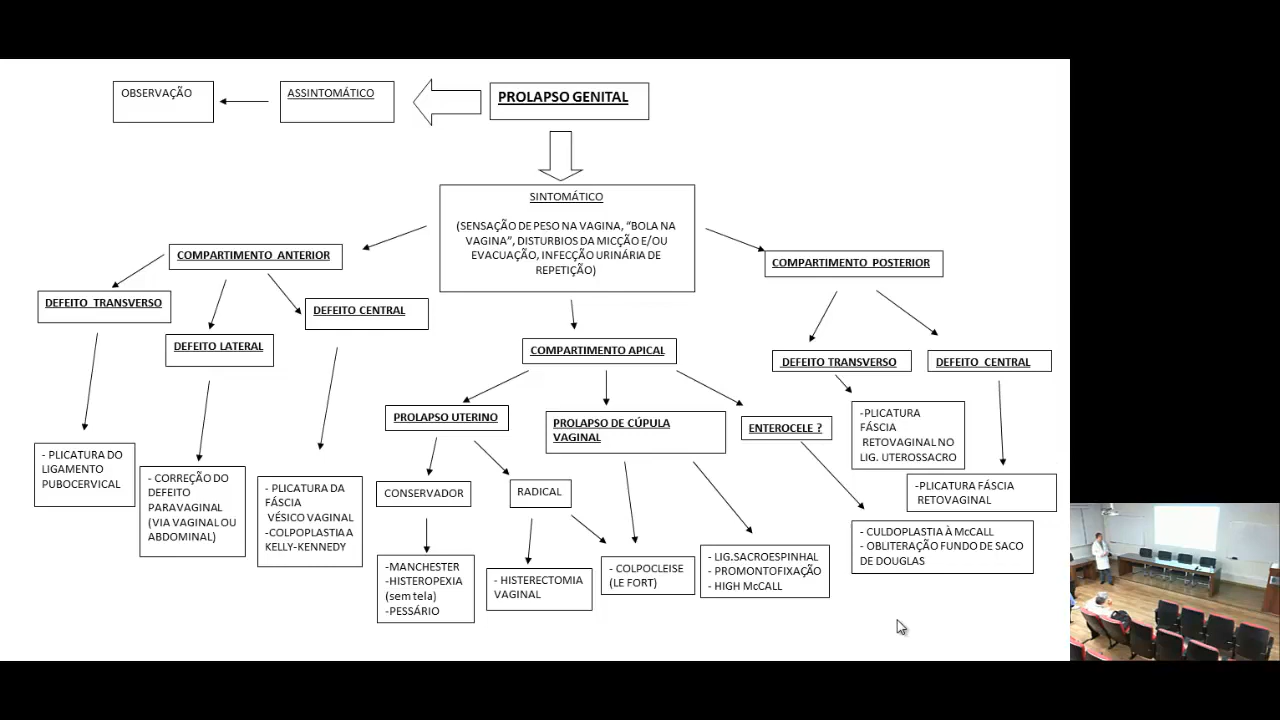 OBSERVAÇÃO
ASSINTOMÁTICO
PROLAPSO GENITAL
SINTOMÁTICO
(SENSAÇÃO DE PESO NA VAGINA, “BOLA NA
VAGINA”, DISTURBIOS DA MICÇÃO E/OU
EVACUAÇÃO, INFECÇÃO URINÁRIA DE
REPETIÇÃO)
COMPARTIMENTO ANTERIOR
DEFEITO TRANSVERSO
DEFEITO LATERAL
DEFEITO CENTRAL
- PLICATURA DO
LIGAMENTO
PUBOCERVICAL
- CORREÇÃO DO
DEFEITO
PARAVAGINAL
(VIA VAGINAL OU
ABDOMINAL)
- PLICATURA DA
FÁSCIA
VÉSICO VAGINAL
-COLPOPLASTIA A
KELLY-KENNEDY
COMPARTIMENTO APICAL
PROLAPSO UTERINO
PROLAPSO DE CÚPULA
VAGINAL
ENTEROCELE ?
CONSERVADOR
RADICAL
-MANCHESTER
-HISTEROPEXIA
(sem tela)
-PESSÁRIO
- HISTERECTOMIA
VAGINAL
- COLPOCLEISE
(LE FORT)
- LIG.SACROESPINHAL
- PROMONTOFIXAÇÃO
- HIGH McCALL
COMPARTIMENTO POSTERIOR
DEFEITO TRANSVERSO
DEFEITO CENTRAL
-PLICATURA
FÁSCIA
RETOVAGINAL NO
LIG. UTEROSSACRO
-PLICATURA FÁSCIA
RETOVAGINAL
- CULDOPLASTIA À McCALL
- OBLITERAÇÃO FUNDO DE SACO
DE DOUGLAS